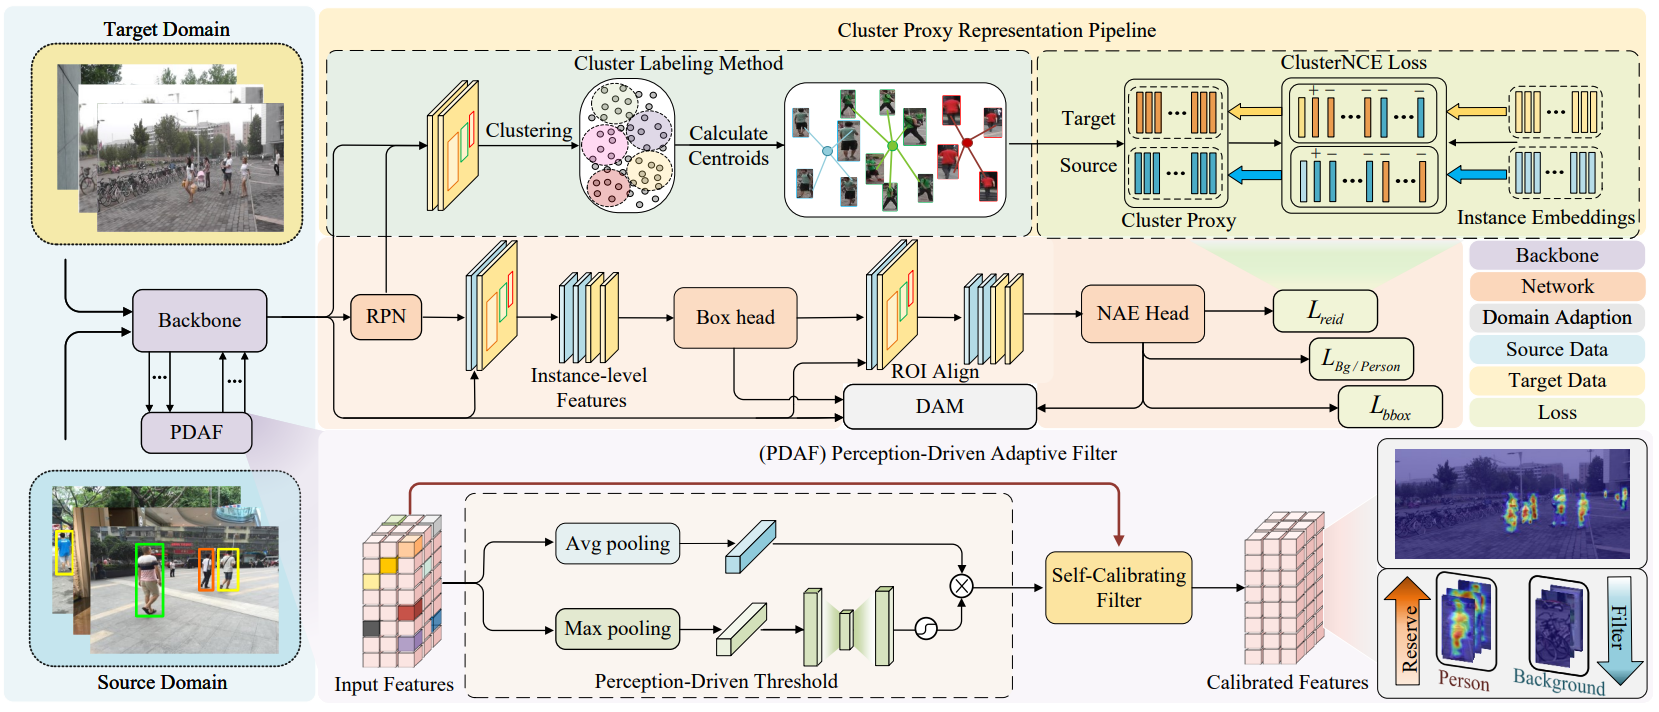 Target Domain
Cluster Proxy Representation Pipeline
Cluster Labeling Method
ClusterNCE Loss
Clustering
Calculate
Centroids
Target
Source
+ − −
+ − −
Cluster Proxy
Instance Embeddings
Backbone
PDAF
RPN
Instance-level
Features
Box head
ROI Align
DAM
NAE Head
L reid
L Bg / Person
L bbox
Backbone
Network
Domain Adaption
Source Data
Target Data
Loss
(PDAF) Perception-Driven Adaptive Filter
Avg pooling
Max pooling
Self-Calibrating
Filter
Input Features
Perception-Driven Threshold
Calibrated Features
Reserve
Person
Background
Filter
Source Domain